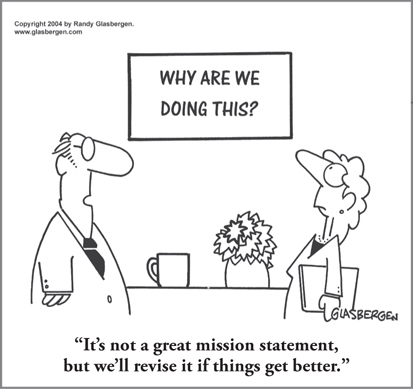 Copyright 2004 by Randy Glasbergen.
www.glasbergen.com
WHY ARE WE
DOING THIS?
GLASBERGEN
“It’s not a great mission statement,
but we’ll revise it if things get better.”